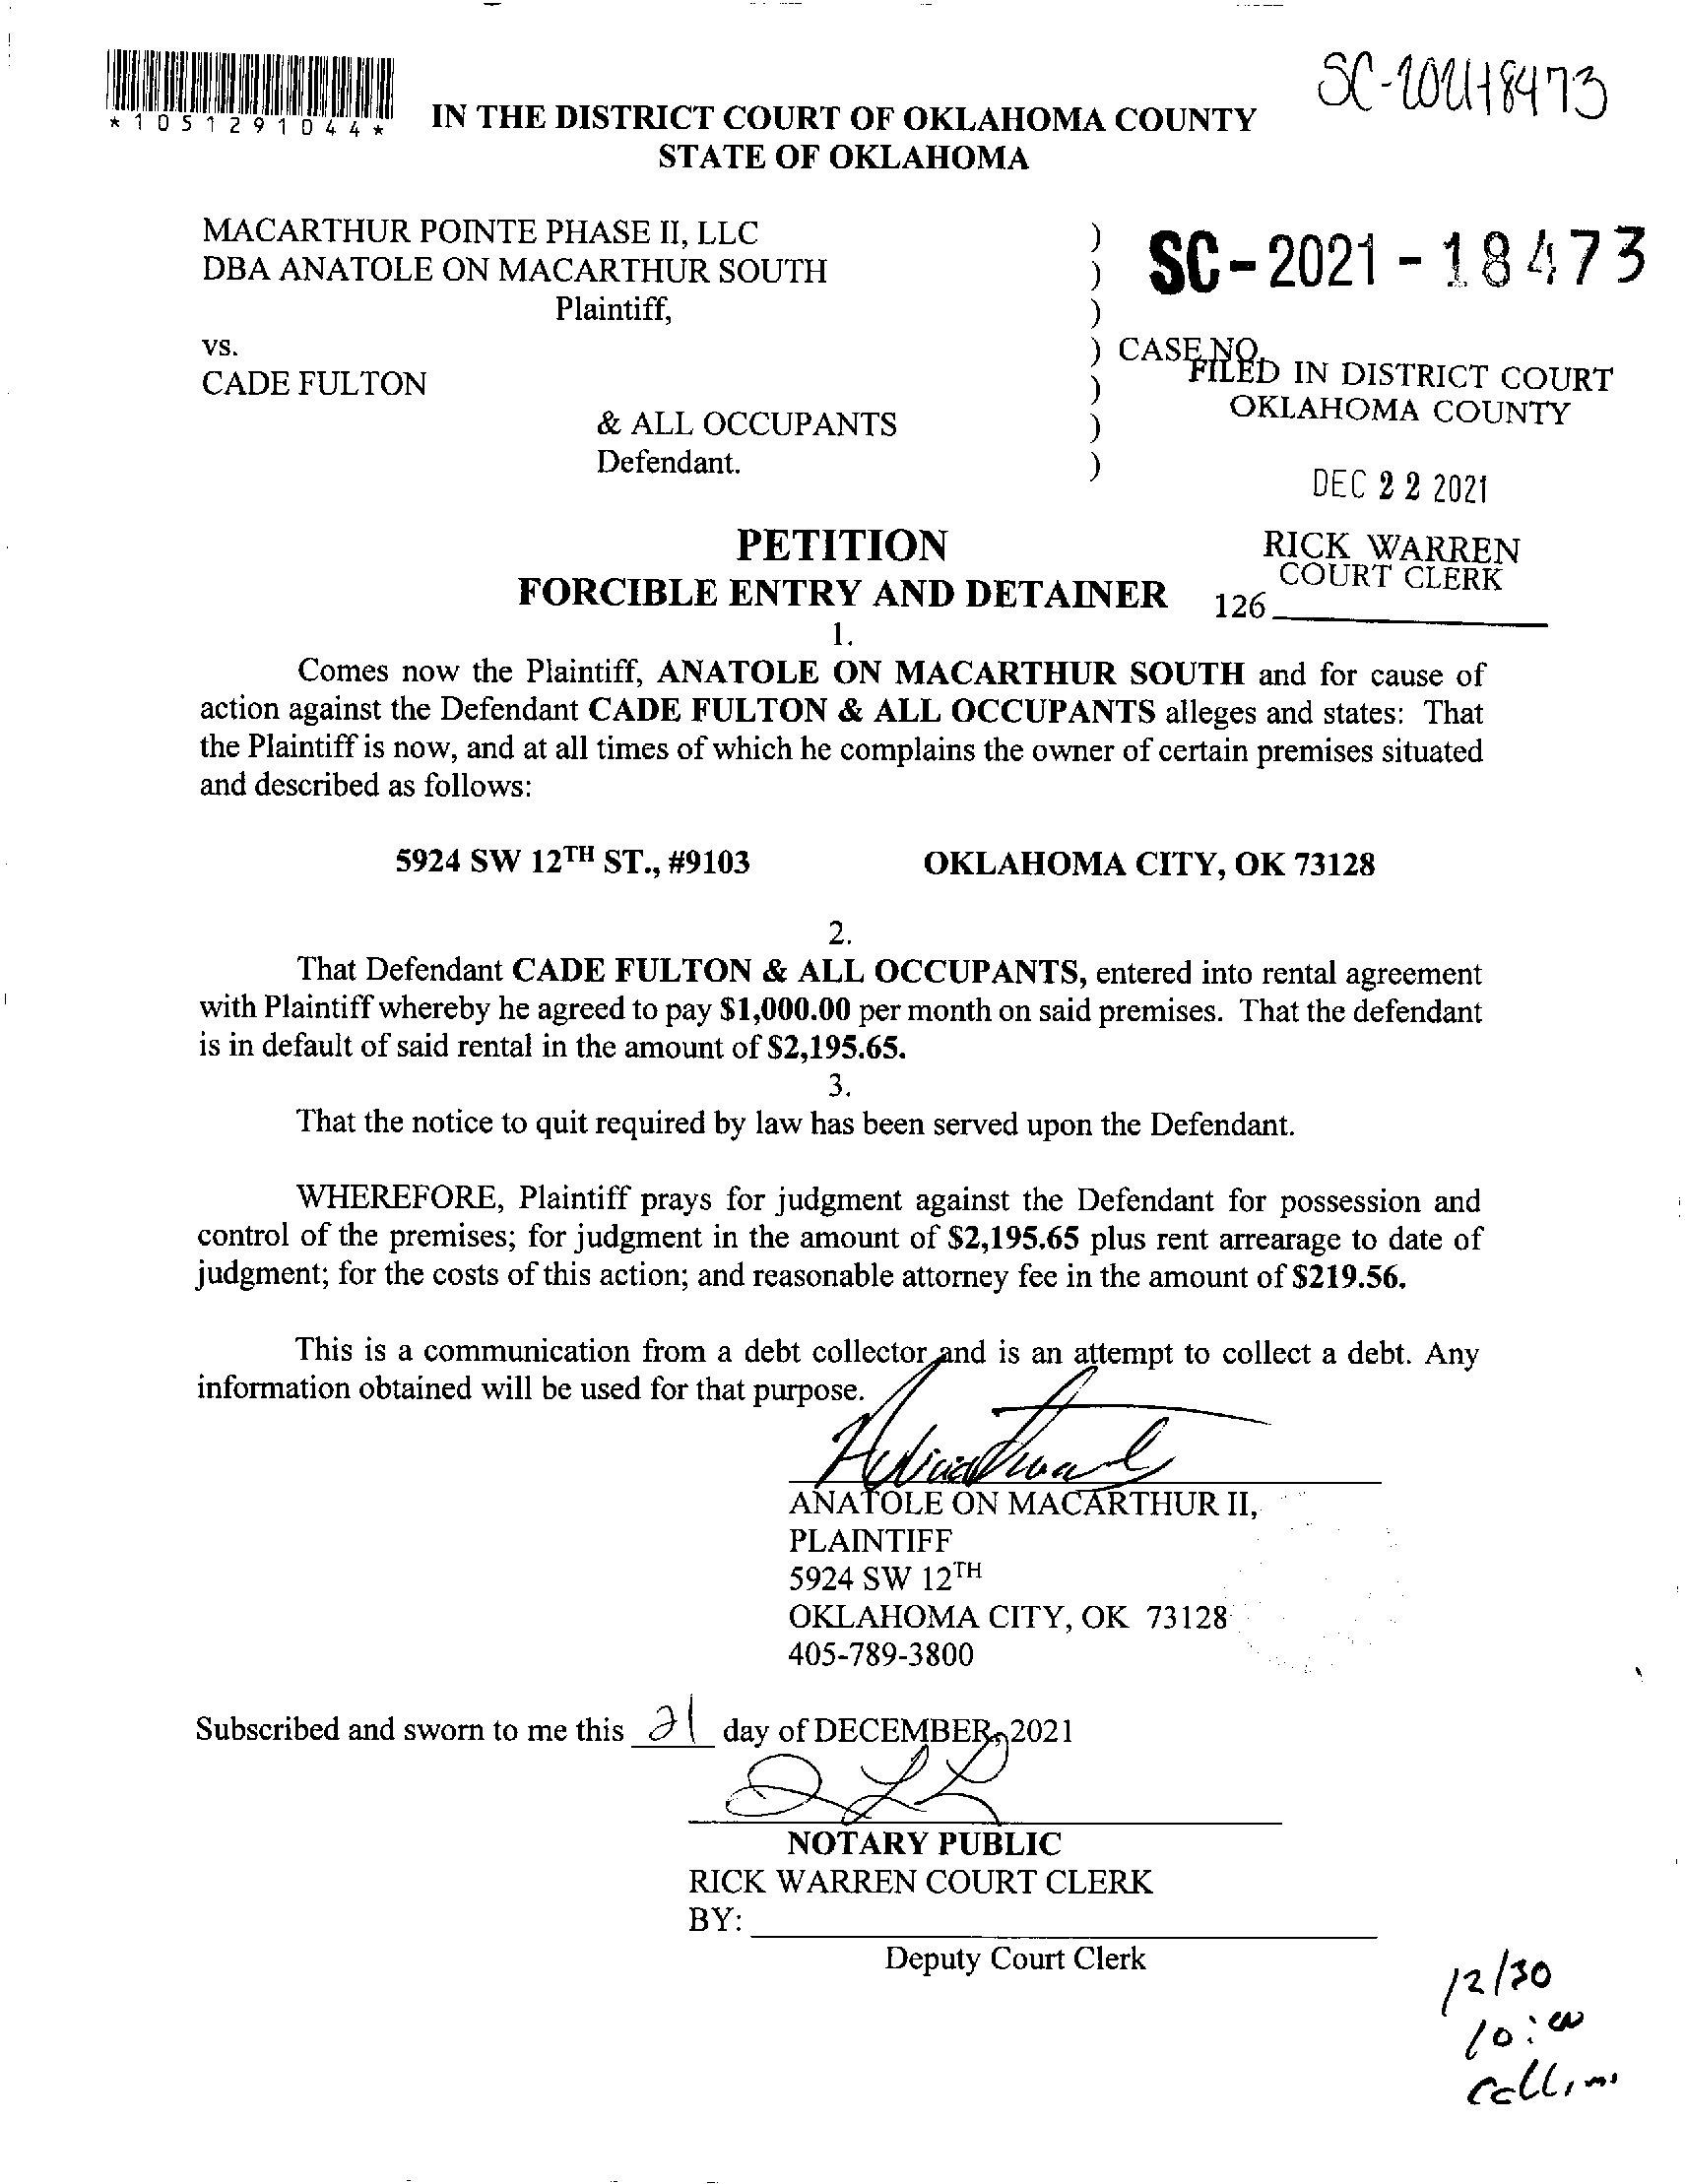 SC-2021-18473
*1051291044*
IN THE DISTRICT COURT OF OKLAHOMA COUNTY
STATE OF OKLAHOMA
MACARTHUR POINTE PHASE II, LLC )
DBA ANATOLE ON MACARTHUR SOUTH )
Plaintiff, )
SC-2021-18473
vs. ) CASE NO.
CADE FULTON )
& ALL OCCUPANTS )
Defendant. )
FILED IN DISTRICT COURT
OKLAHOMA COUNTY
DEC 22 2021
RICK WARREN
COURT CLERK
126
PETITION
FORCIBLE ENTRY AND DETAINER
1.
Comes now the Plaintiff, ANATOLE ON MACARTHUR SOUTH and for cause of
action against the Defendant CADE FULTON & ALL OCCUPANTS alleges and states: That
the Plaintiff is now, and at all times of which he complains the owner of certain premises situated
and described as follows:
5924 SW 12TH ST., #9103 OKLAHOMA CITY, OK 73128
2.
That Defendant CADE FULTON & ALL OCCUPANTS, entered into rental agreement
with Plaintiff whereby he agreed to pay $1,000.00 per month on said premises. That the defendant
is in default of said rental in the amount of $2,195.65.
3.
That the notice to quit required by law has been served upon the Defendant.
WHEREFORE, Plaintiff prays for judgment against the Defendant for possession and
control of the premises; for judgment in the amount of $2,195.65 plus rent arrearage to date of
judgment; for the costs of this action; and reasonable attorney fee in the amount of $219.56.
This is a communication from a debt collector and is an attempt to collect a debt. Any
information obtained will be used for that purpose.
ANATOLE ON MACARTHUR II,
PLAINTIFF
5924 SW 12TH
OKLAHOMA CITY, OK 73128
405-789-3800
Subscribed and sworn to me this 21 day of DECEMBER, 2021
NOTARY PUBLIC
RICK WARREN COURT CLERK
BY:
Deputy Court Clerk
12/30
10:00
Collins